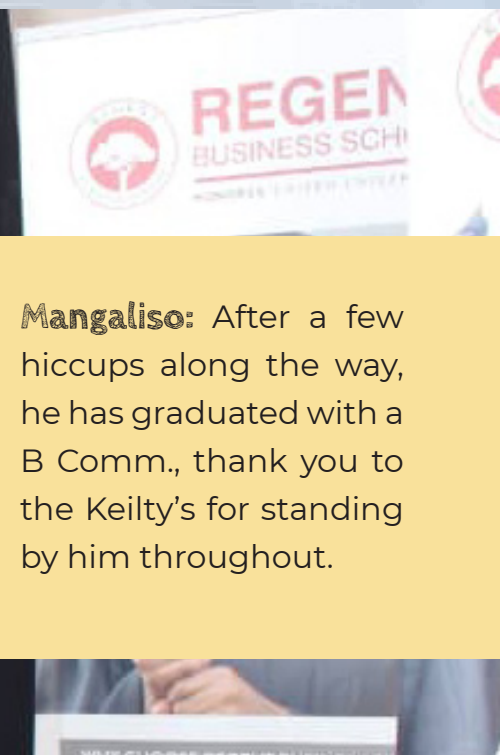 REGEN
BUSINESS SCH
Mangaliso: After a few
hiccups along the way,
he has graduated with a
B Comm., thank you to
the Keilty’s for standing
by him throughout.